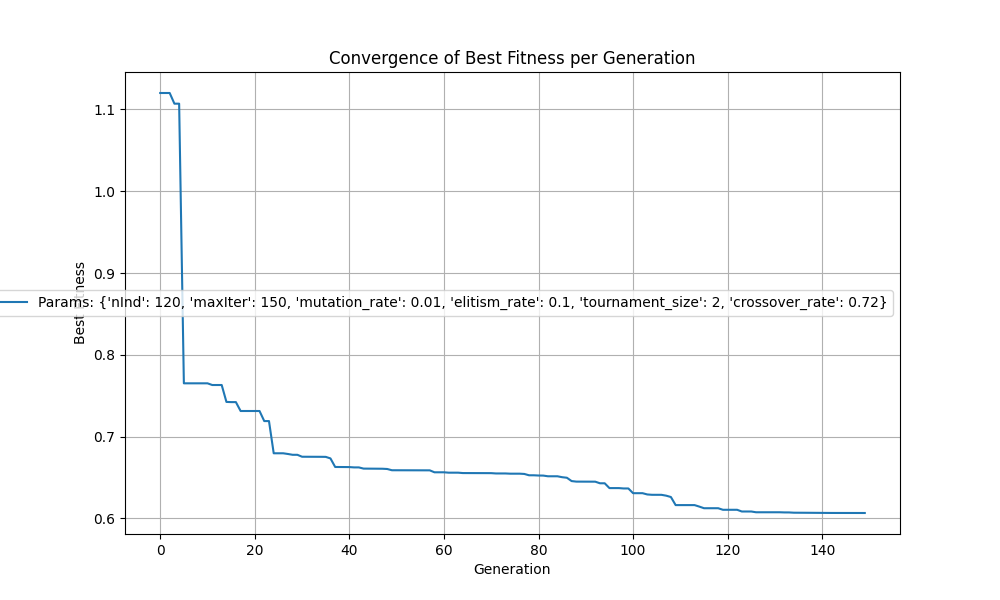 Convergence of Best Fitness per Generation
1.1
1.0
0.9
0.8
0.7
0.6
Best
Params: {'nInd': 120, 'maxIter': 150, 'mutation_rate': 0.01, 'elitism_rate': 0.1, 'tournament_size': 2, 'crossover_rate': 0.72}
0 20 40 60 80 100 120 140
Generation